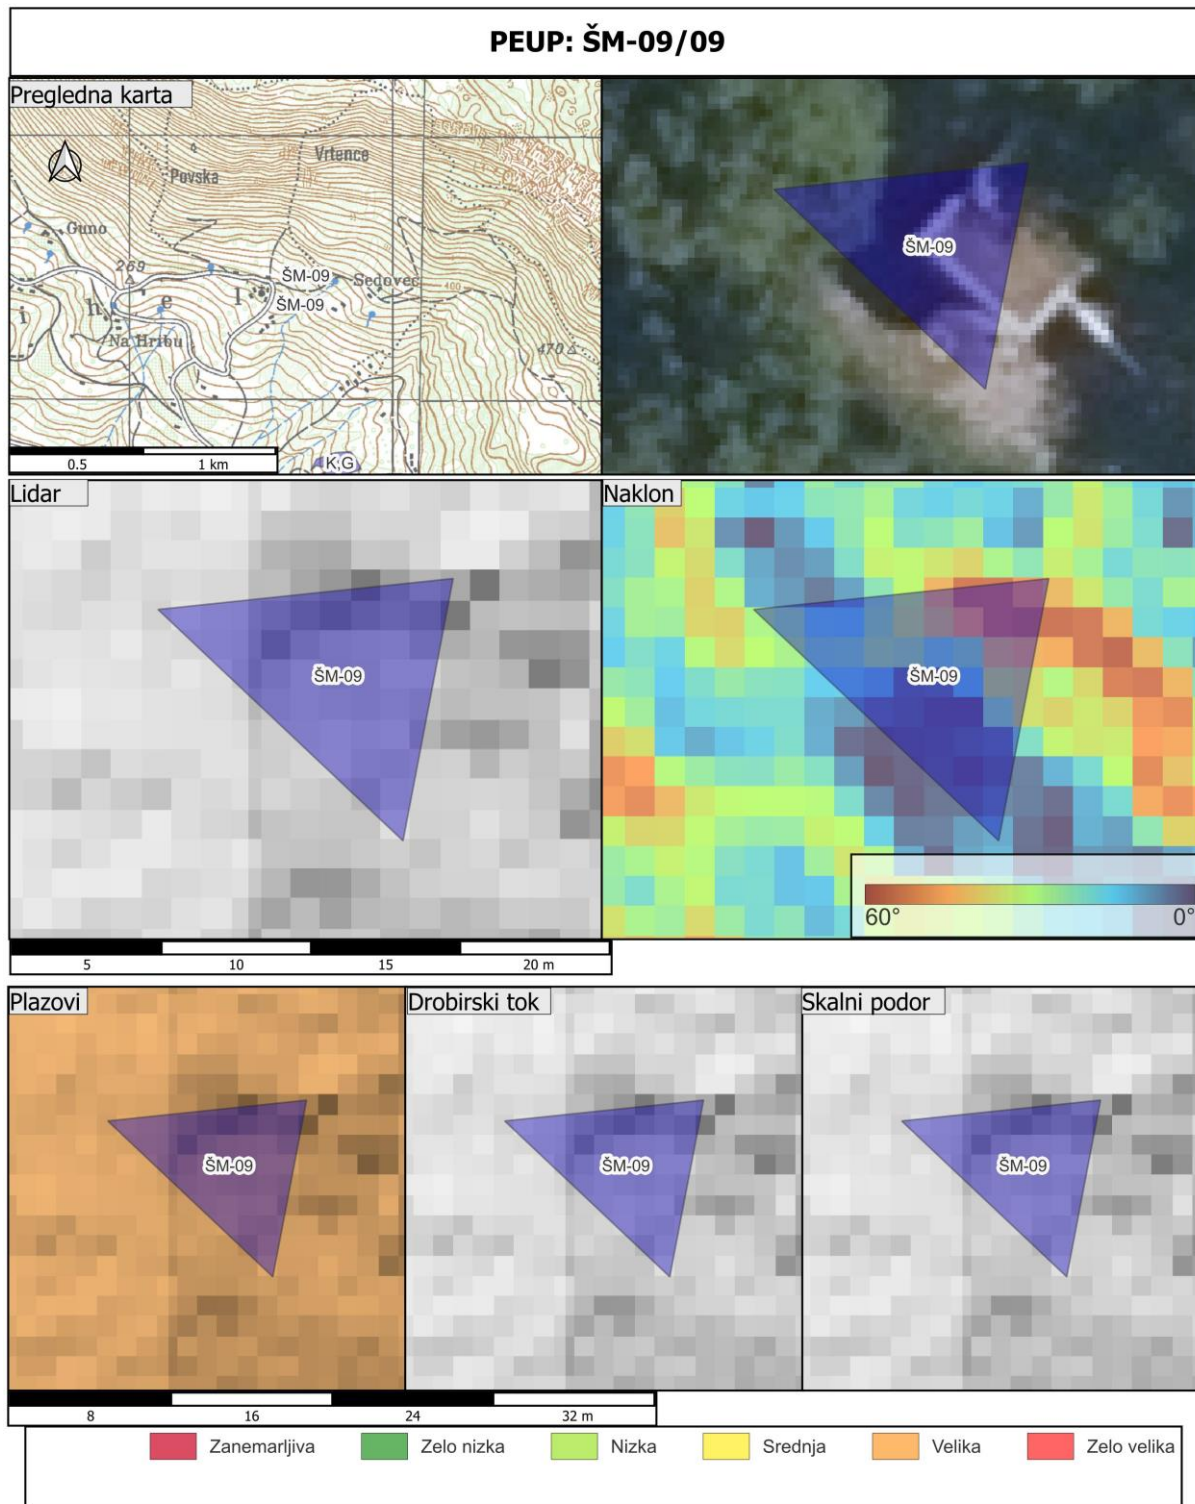 PEUP: ŠM-09/09
Pregledna karta
Vrtence
Povska
Guno
269
ŠM-09
Sedovec
400
i h e l
ŠM-09
Na Hribu
470
K,G
0.5 1 km
ŠM-09
Lidar
ŠM-09
5 10 15 20 m
Naklon
ŠM-09
60° 0°
Plazovi
ŠM-09
Drobirski tok
ŠM-09
Skalni podor
ŠM-09
8 16 24 32 m
Zanemarljiva Zelo nizka Nizka Srednja Velika Zelo velika